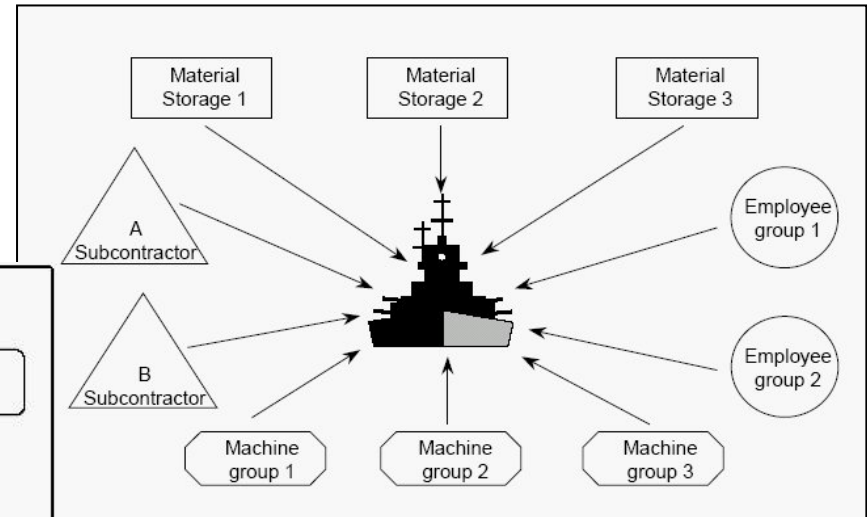 Material
Storage 1
Material
Storage 2
Material
Storage 3
A
Subcontractor
Employee
group 1
B
Subcontractor
Employee
group 2
Machine
group 1
Machine
group 2
Machine
group 3